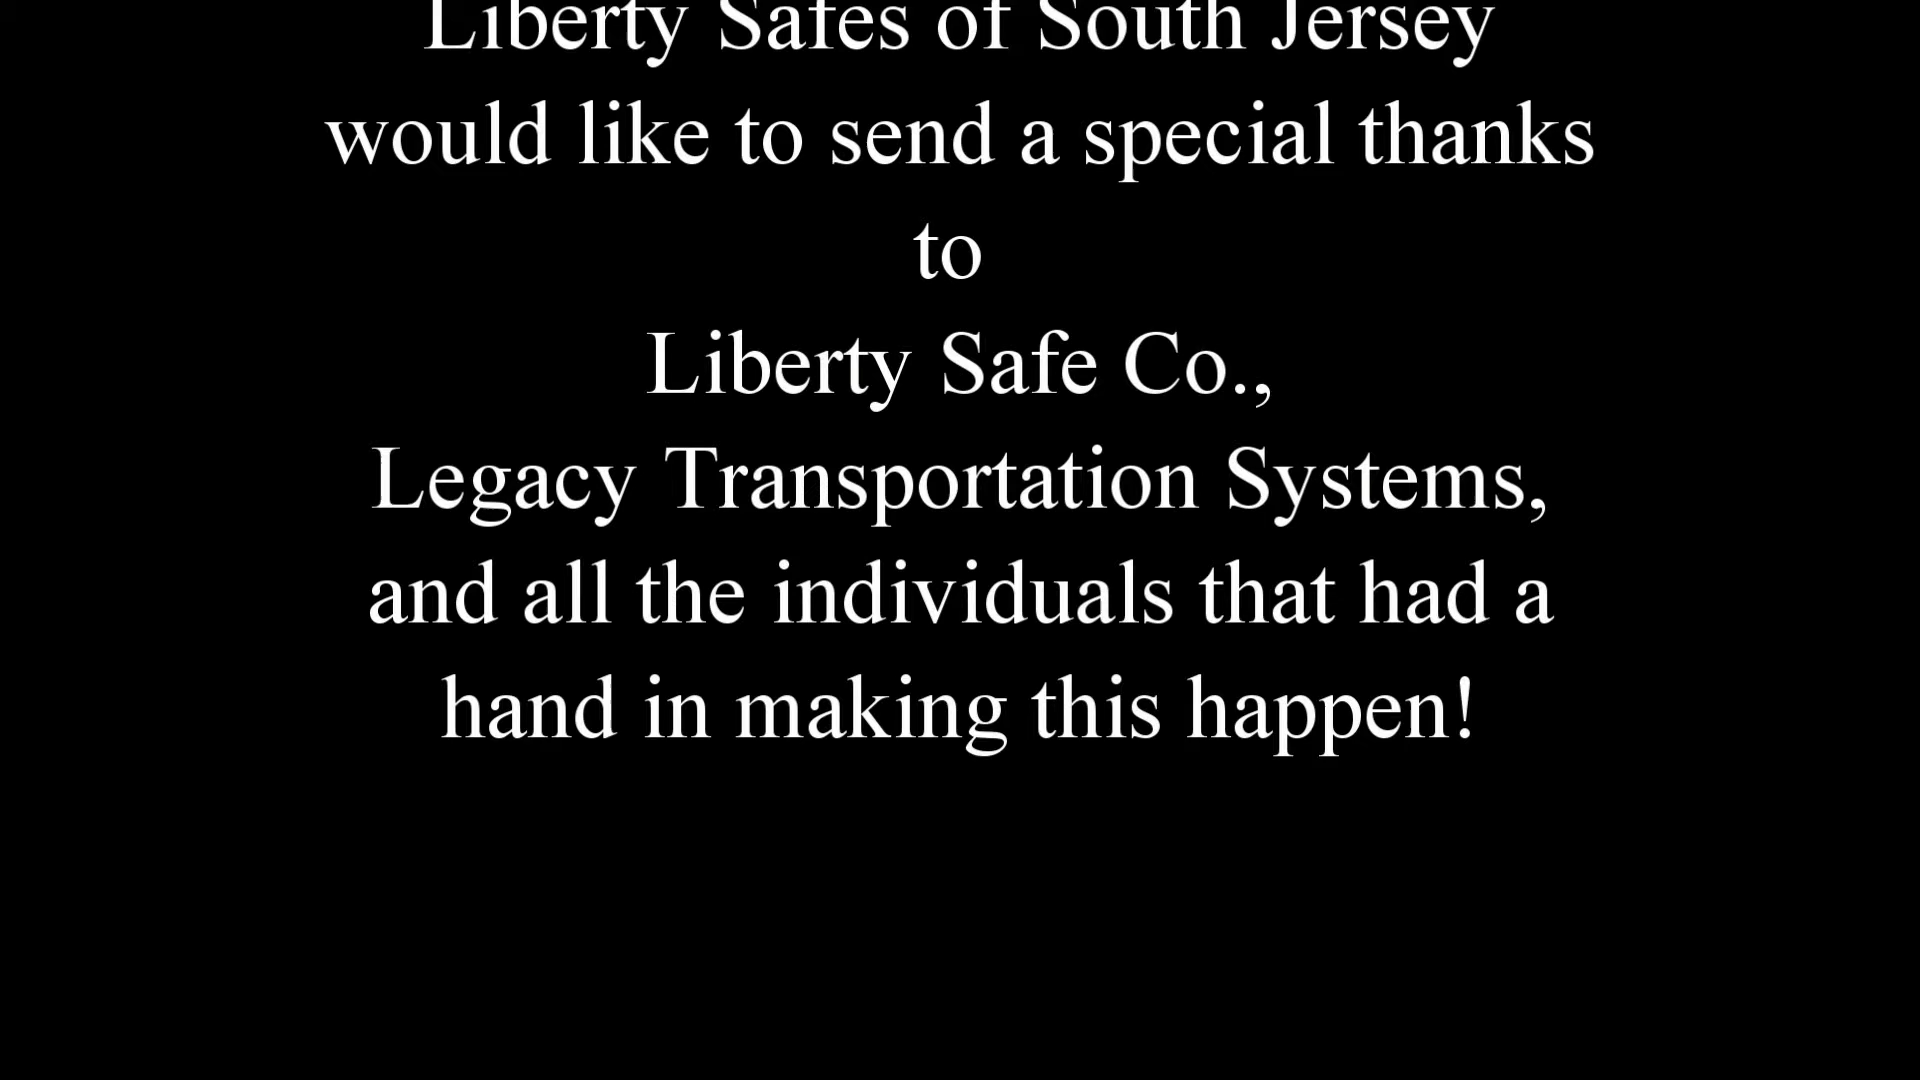 Liberty Safes of South Jersey
would like to send a special thanks
to
Liberty Safe Co.,
Legacy Transportation Systems,
and all the individuals that had a
hand in making this happen!